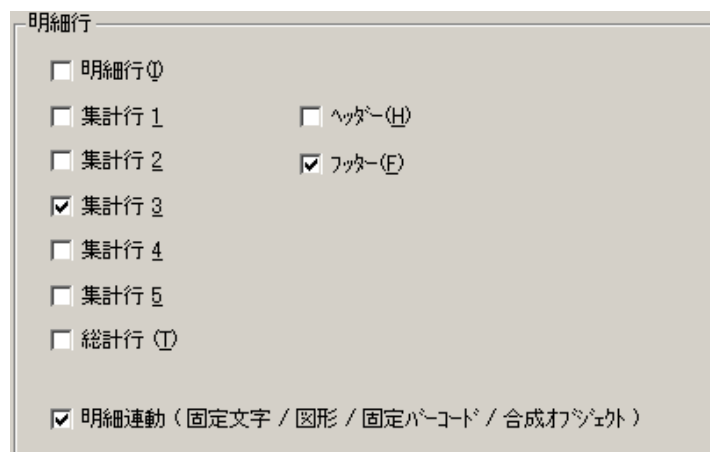 明細行
明細行(I)
集計行 1
ヘッダー(H)
集計行 2
フッター(F)
集計行 3
集計行 4
集計行 5
総計行 (T)
明細連動 ( 固定文字 / 図形 / 固定バーコード / 合成オブジェクト )